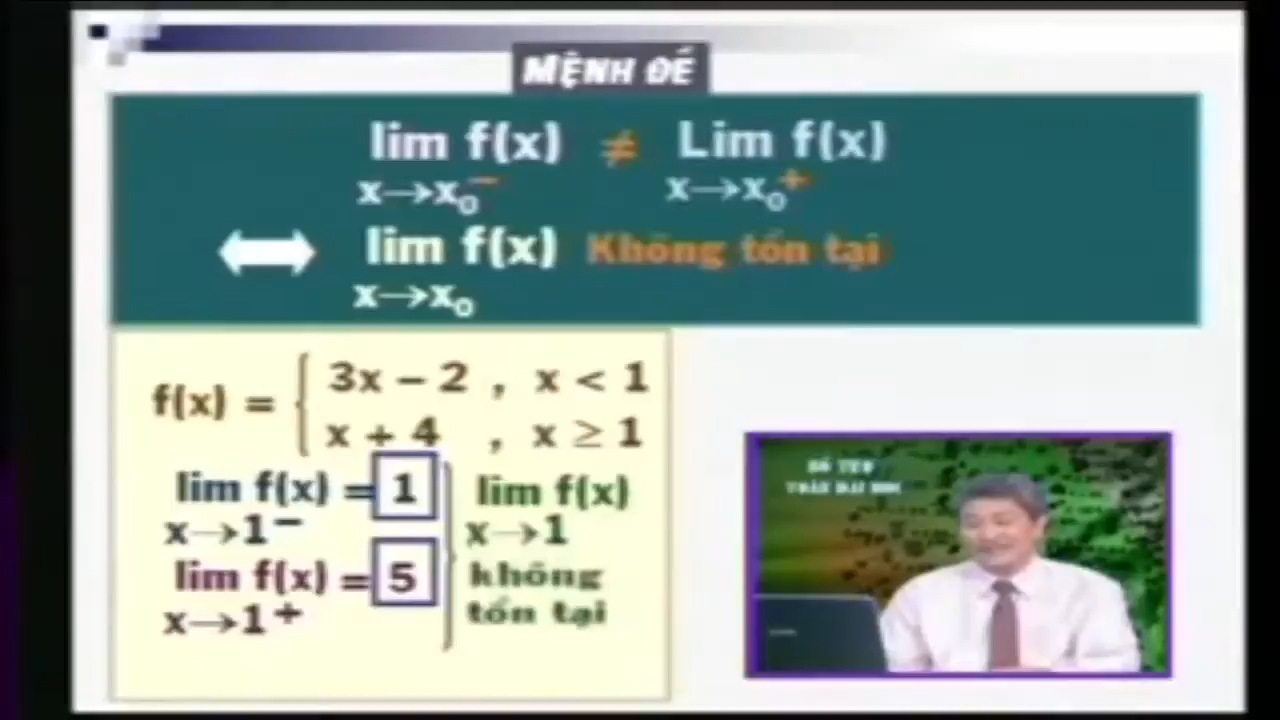 MỆNH ĐỀ
lim f(x) ≠ Lim f(x)
x→x₀⁻ x→x₀⁺
⟺ lim f(x) Không tồn tại
x→x₀
f(x) = { 3x − 2 , x < 1
x + 4 , x ≥ 1
lim f(x) = 1
x→1⁻
lim f(x) = 5
x→1⁺
lim f(x)
x→1
không
tồn tại